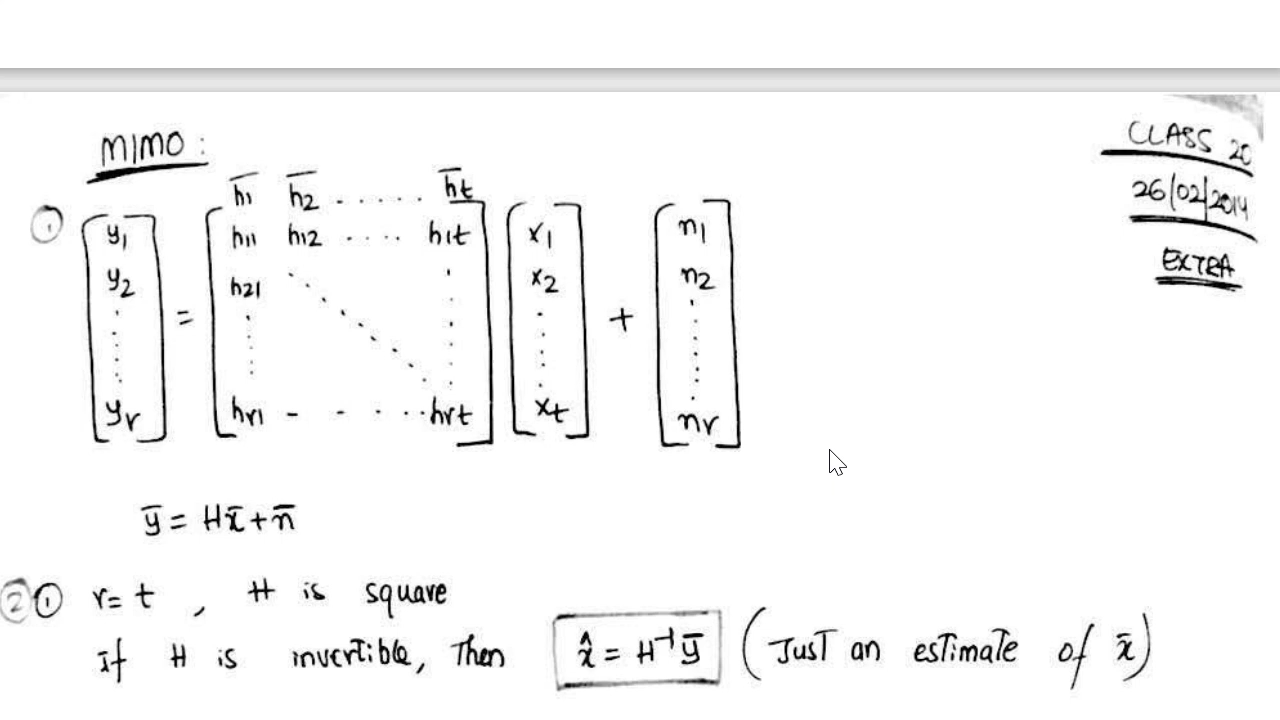 MIMO :
CLASS 20
26/02/2014
EXTRA
h̄1 h̄2 ...... h̄t
① [y1 y2 ⋮ yr] = [h11 h12 .... h1t
h21 ⋱ ⋮
hr1 - - ..... hrt] [x1 x2 ⋮ xt] + [n1 n2 ⋮ nr]
ȳ = Hx̄ + n̄
② ① r = t , H is square
if H is invertible, Then x̂ = H⁻¹ȳ (Just an estimate of x̄)